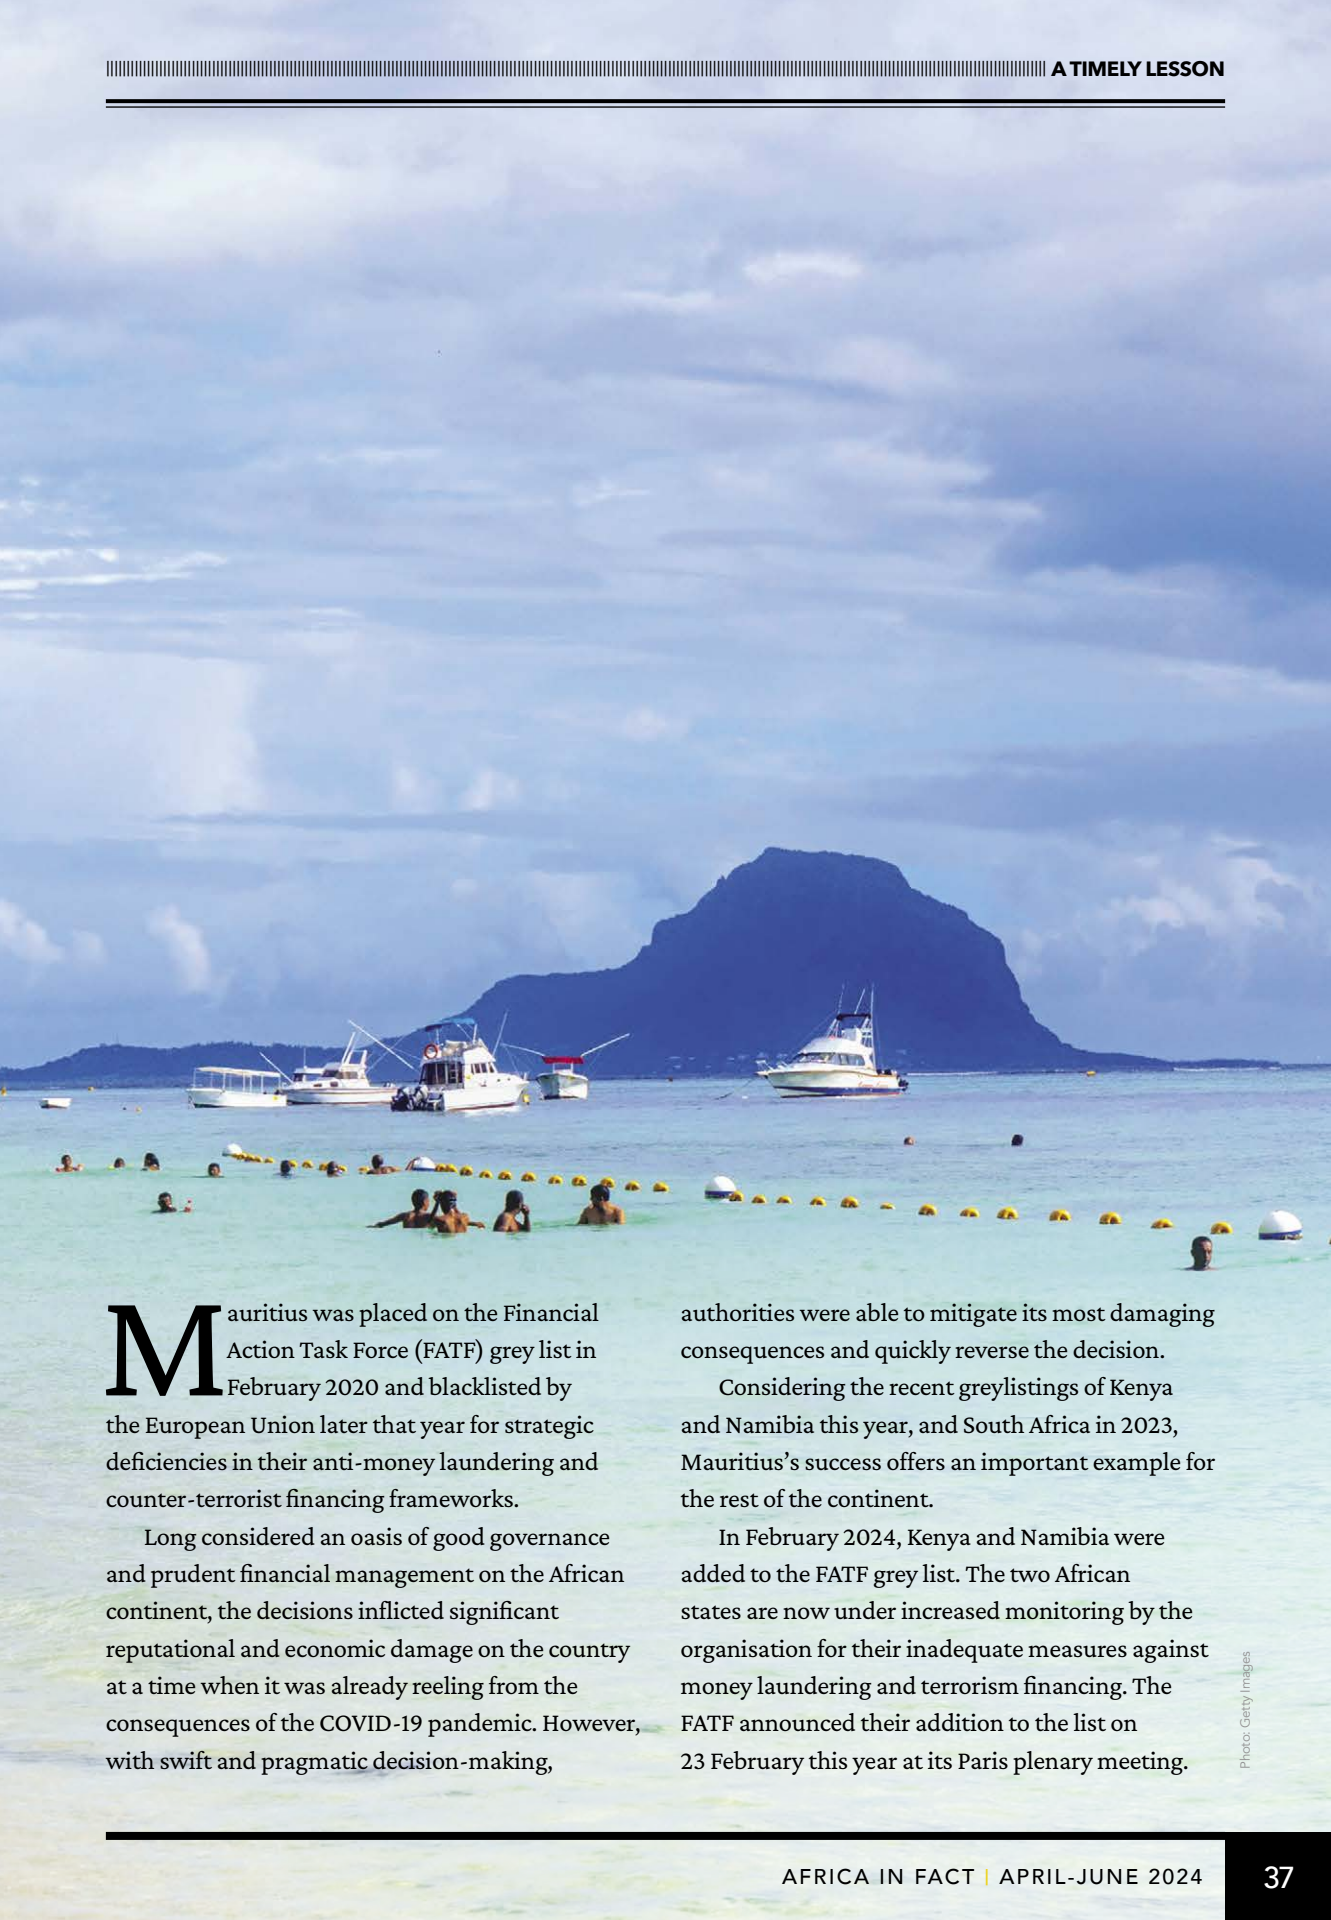 A TIMELY LESSON
Mauritius was placed on the Financial
Action Task Force (FATF) grey list in
February 2020 and blacklisted by
the European Union later that year for strategic
deficiencies in their anti-money laundering and
counter-terrorist financing frameworks.
Long considered an oasis of good governance
and prudent financial management on the African
continent, the decisions inflicted significant
reputational and economic damage on the country
at a time when it was already reeling from the
consequences of the COVID-19 pandemic. However,
with swift and pragmatic decision-making,
authorities were able to mitigate its most damaging
consequences and quickly reverse the decision.
Considering the recent greylistings of Kenya
and Namibia this year, and South Africa in 2023,
Mauritius’s success offers an important example for
the rest of the continent.
In February 2024, Kenya and Namibia were
added to the FATF grey list. The two African
states are now under increased monitoring by the
organisation for their inadequate measures against
money laundering and terrorism financing. The
FATF announced their addition to the list on
23 February this year at its Paris plenary meeting.
Photo: Getty Images
AFRICA IN FACT | APRIL-JUNE 2024
37